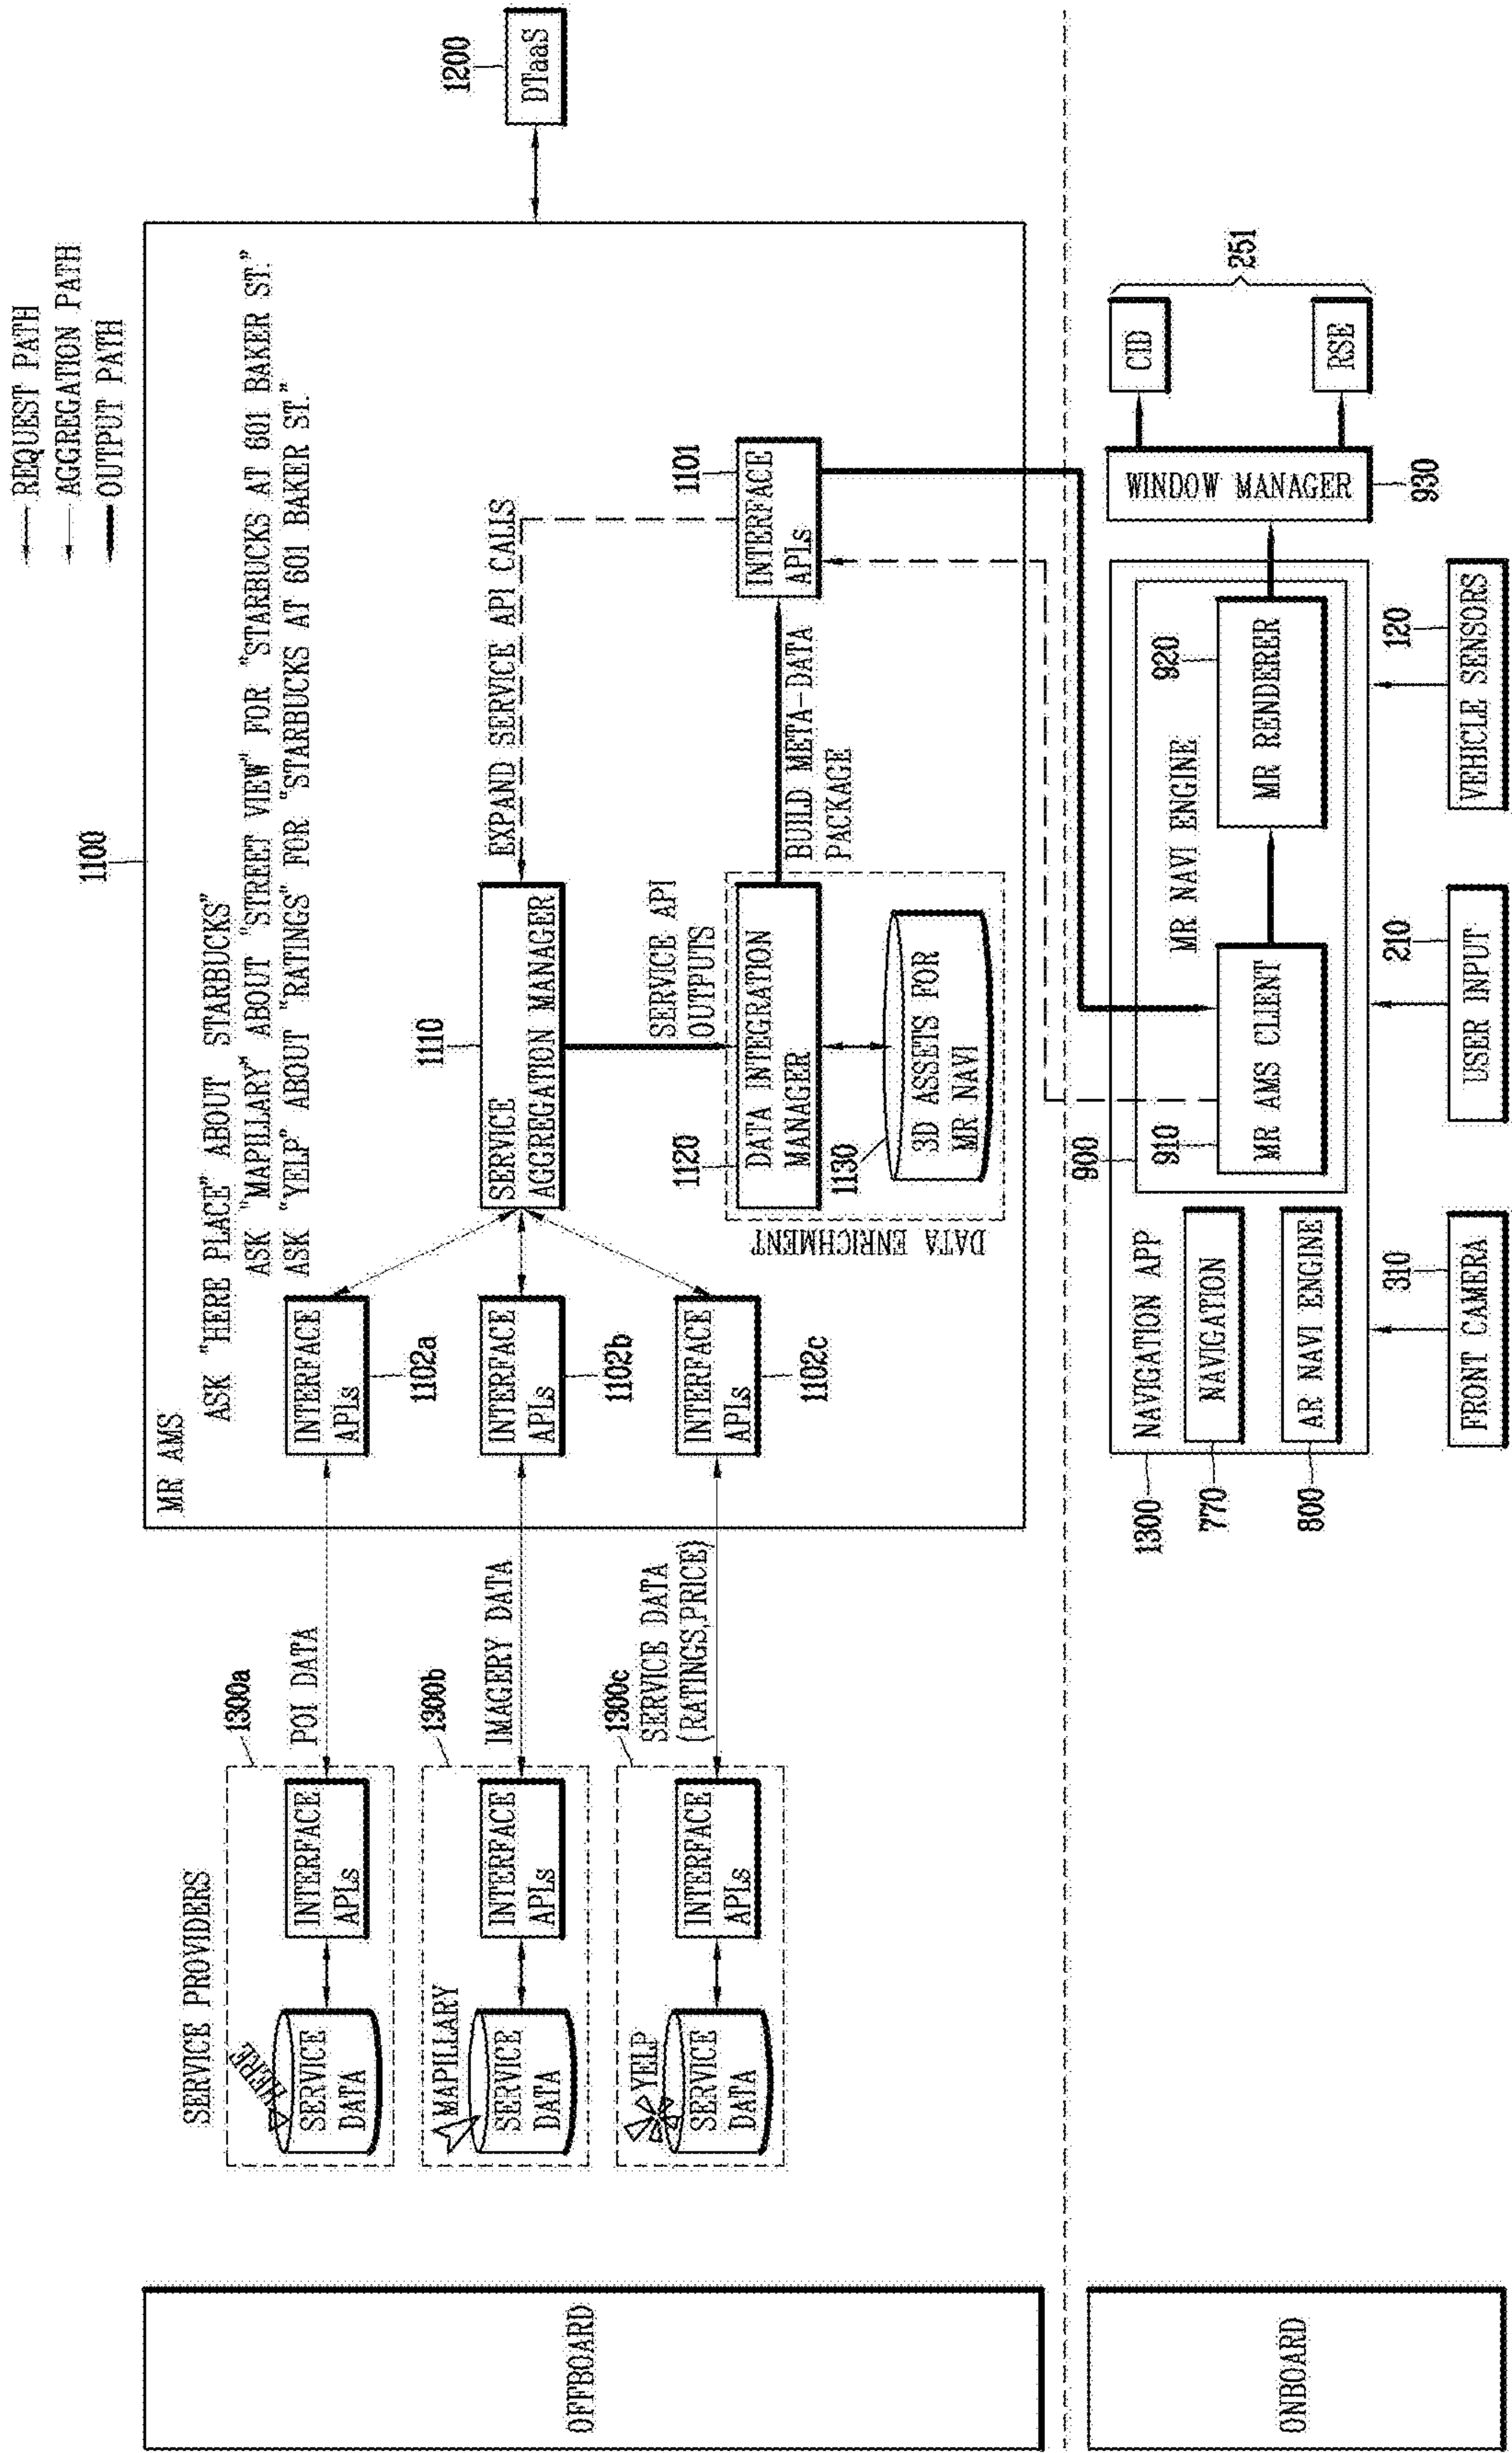 REQUEST PATH
AGGREGATION PATH
OUTPUT PATH
OFFBOARD
SERVICE PROVIDERS
HERE
SERVICE
DATA
INTERFACE
APIs
1300a
POI DATA
MAPILLARY
SERVICE
DATA
INTERFACE
APIs
1300b
IMAGERY DATA
YELP
SERVICE
DATA
INTERFACE
APIs
1300c
SERVICE DATA
(RATINGS,PRICE)
1100
MR AMS
ASK "HERE PLACE" ABOUT STARBUCKS"
ASK "MAPILLARY" ABOUT "STREET VIEW" FOR "STARBUCKS AT 601 BAKER ST."
ASK "YELP" ABOUT "RATINGS" FOR "STARBUCKS AT 601 BAKER ST."
INTERFACE
APIs
1102a
INTERFACE
APIs
1102b
INTERFACE
APIs
1102c
1110
SERVICE
AGGREGATION MANAGER
EXPAND SERVICE API CALLS
SERVICE API
OUTPUTS
1120
DATA INTEGRATION
MANAGER
1130
3D ASSETS FOR
MR NAVI
DATA ENRICHMENT
BUILD META-DATA
PACKAGE
1101
INTERFACE
APIs
1200
DTaaS
ONBOARD
1300
NAVIGATION APP
770
NAVIGATION
800
AR NAVI ENGINE
900
MR NAVI ENGINE
910
MR AMS CLIENT
920
MR RENDERER
WINDOW MANAGER
930
CID
RSE
251
310
FRONT CAMERA
210
USER INPUT
120
VEHICLE SENSORS